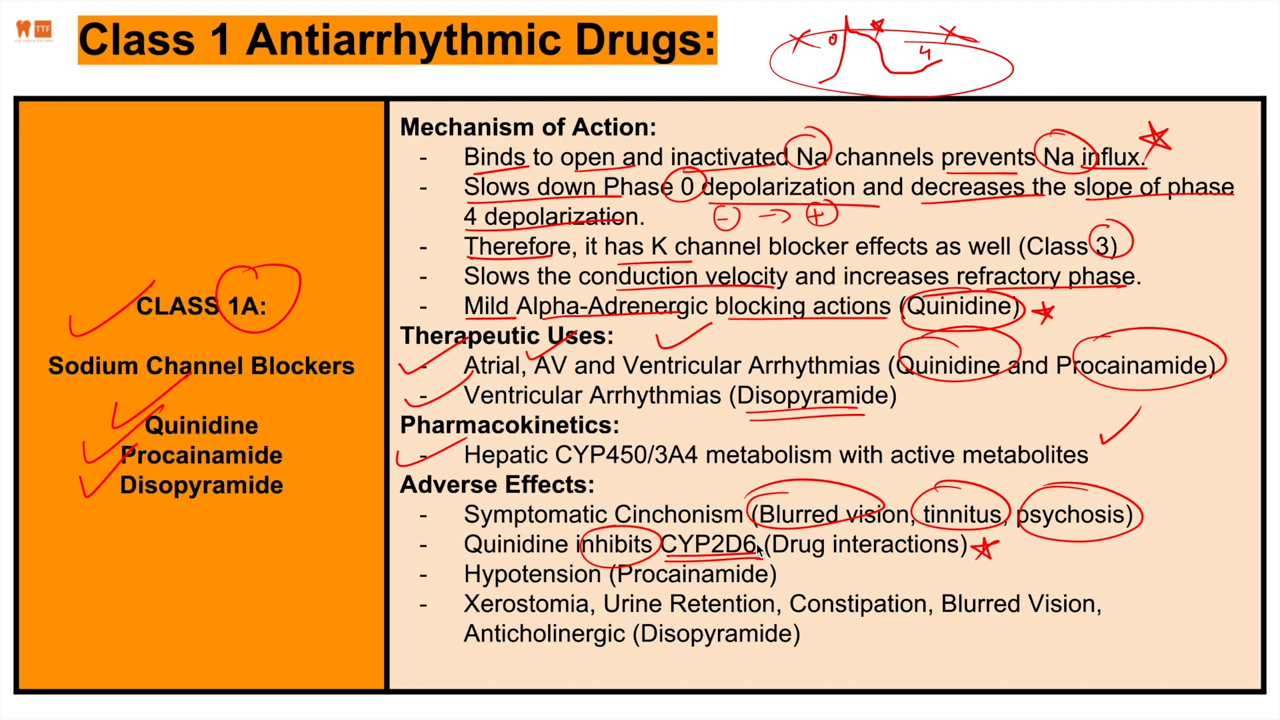 TTF
Class 1 Antiarrhythmic Drugs:
0
4
CLASS 1A:
Sodium Channel Blockers
Quinidine
Procainamide
Disopyramide
Mechanism of Action:
- Binds to open and inactivated Na channels prevents Na influx.
- Slows down Phase 0 depolarization and decreases the slope of phase
4 depolarization.
- → +
- Therefore, it has K channel blocker effects as well (Class 3)
- Slows the conduction velocity and increases refractory phase.
- Mild Alpha-Adrenergic blocking actions (Quinidine)
Therapeutic Uses:
- Atrial, AV and Ventricular Arrhythmias (Quinidine and Procainamide)
- Ventricular Arrhythmias (Disopyramide)
Pharmacokinetics:
- Hepatic CYP450/3A4 metabolism with active metabolites
Adverse Effects:
- Symptomatic Cinchonism (Blurred vision, tinnitus, psychosis)
- Quinidine inhibits CYP2D6 (Drug interactions)
- Hypotension (Procainamide)
- Xerostomia, Urine Retention, Constipation, Blurred Vision,
Anticholinergic (Disopyramide)